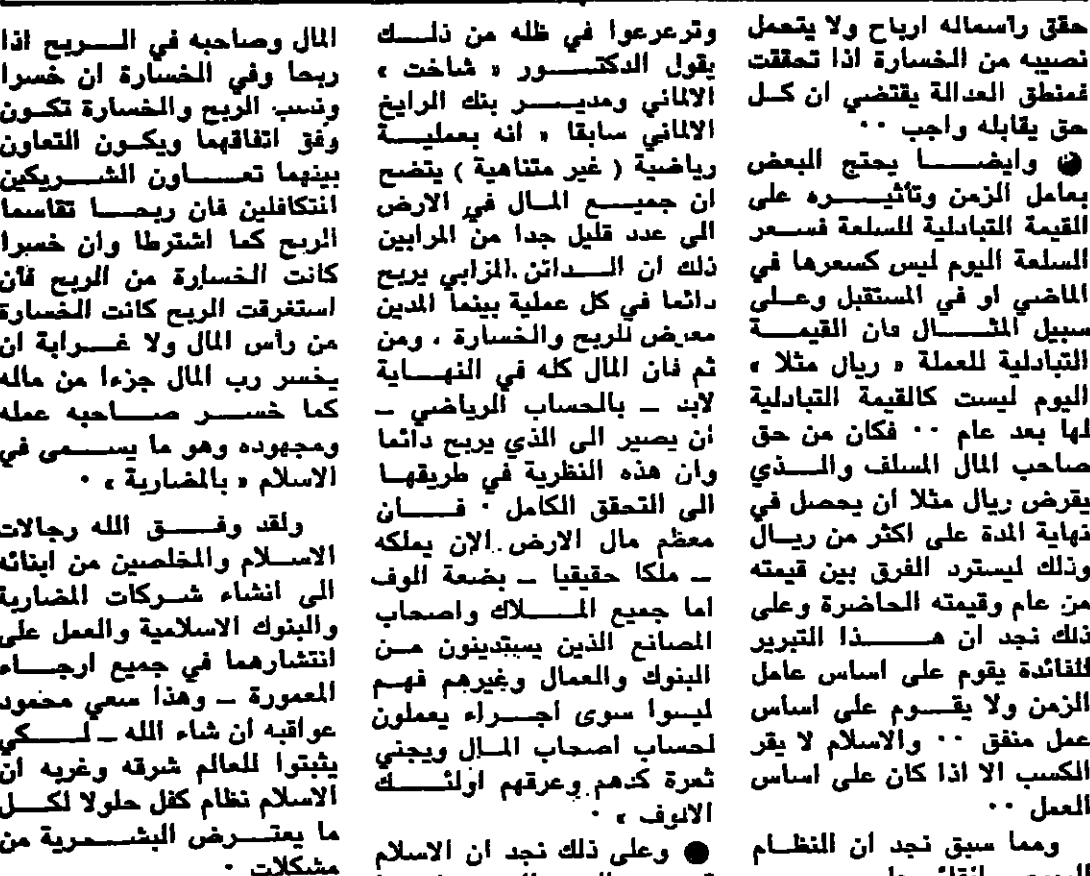 حقق راسماله ارباح ولا يتحمل
نصيبه من الخسارة اذا تحققت
فمنطق العدالة يقتضي ان كل
حق يقابله واجب ..
● وايضا يحتج البعض
بعامل الزمن وتأثيره على
القيمة التبادلية للسلعة فسعر
السلعة اليوم ليس كسعرها في
الماضي او في المستقبل وعلى
سبيل المثال فان القيمة
التبادلية للعملة « ريال مثلا »
اليوم ليست كالقيمة التبادلية
لها بعد عام .. فكان من حق
صاحب المال المسلف والذي
يقرض ريال مثلا ان يحصل في
نهاية المدة على اكثر من ريال
وذلك ليسترد الفرق بين قيمته
من عام وقيمته الحاضرة وعلى
ذلك نجد ان هذا التبرير
للفائدة يقوم على اساس عامل
الزمن ولا يقوم على اساس
عمل منفق .. والاسلام لا يقر
الكسب الا اذا كان على اساس
العمل ..
ومما سبق نجد ان النظام
وترعرعوا في ظله من ذلك
يقول الدكتور « شاخت »
الالماني ومدير بنك الرايخ
الالماني سابقا « انه بعملية
رياضية ( غير متناهية ) يتضح
ان جميع المال في الارض
الى عدد قليل جدا من المرابين
ذلك ان الدائن المرابي يربح
دائما في كل عملية بينما المدين
معرض للربح والخسارة ، ومن
ثم فان المال كله في النهاية
لابد – بالحساب الرياضي –
ان يصير الى الذي يربح دائما
وان هذه النظرية في طريقها
الى التحقق الكامل . فان
معظم مال الارض الان يملكه
– ملكا حقيقيا – بضعة الوف
اما جميع الملاك واصحاب
المصانع الذين يستدينون من
البنوك والعمال وغيرهم فهم
ليسوا سوى اجراء يعملون
لحساب اصحاب المال ويجني
ثمرة كدهم وعرقهم اولئك
الالوف » .
● وعلى ذلك نجد ان الاسلام
المال وصاحبه في الربح اذا
ربحا وفي الخسارة ان خسرا
ونسب الربح والخسارة تكون
وفق اتفاقهما ويكون التعاون
بينهما تعاون الشريكين
المتكافلين فان ربحا تقاسما
الربح كما اشترطا وان خسرا
كانت الخسارة من الربح فان
استغرقت الربح كانت الخسارة
من رأس المال ولا غرابة ان
يخسر رب المال جزءا من ماله
كما خسر صاحبه عمله
ومجهوده وهو ما يسمى في
الاسلام « بالمضاربة » .
ولقد وفق الله رجالات
الاسلام والمخلصين من ابنائه
الى انشاء شركات المضاربة
والبنوك الاسلامية والعمل على
انتشارهما في جميع ارجاء
المعمورة – وهذا سعي محمود
عواقبه ان شاء الله – لكي
يثبتوا للعالم شرقه وغربه ان
الاسلام نظام كفل حلولا لكل
ما يعترض البشرية من
مشكلات .